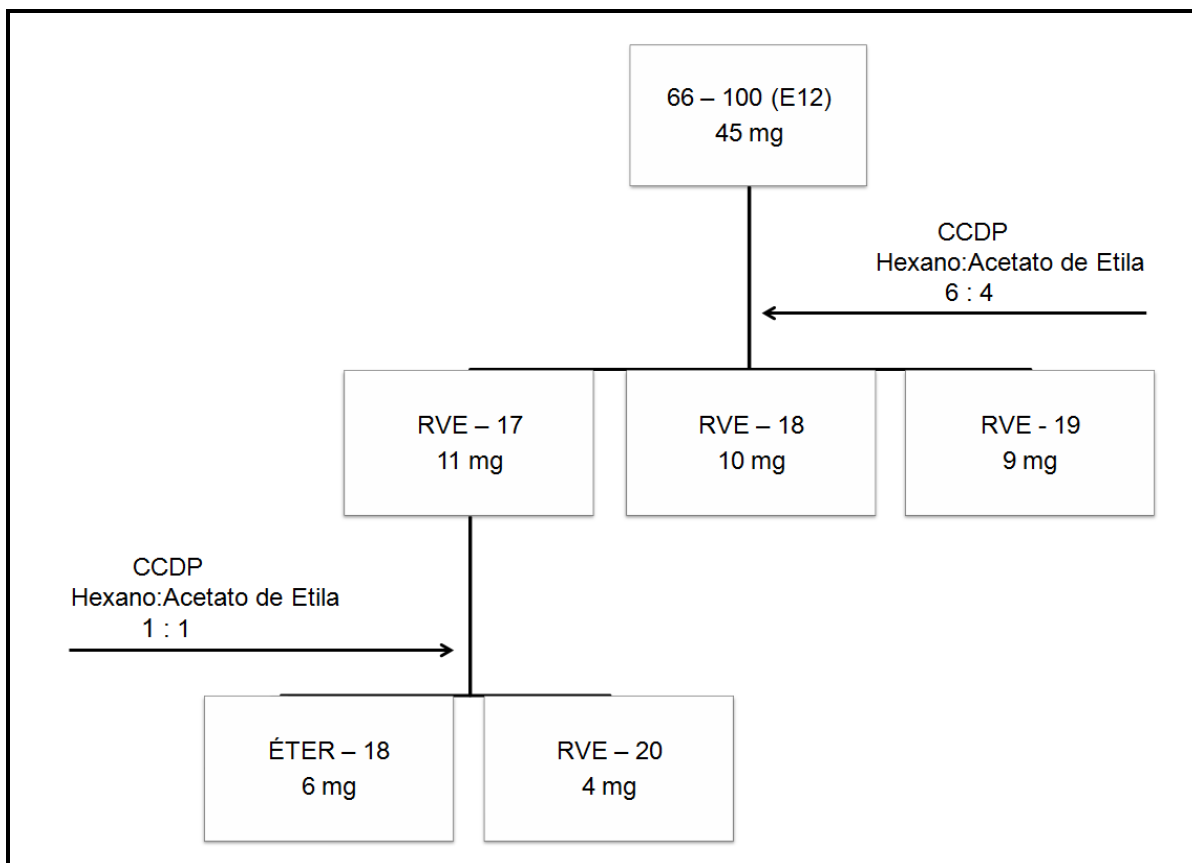 66 – 100 (E12)
45 mg
CCDP
Hexano:Acetato de Etila
6 : 4
RVE – 17
11 mg
RVE – 18
10 mg
RVE - 19
9 mg
CCDP
Hexano:Acetato de Etila
1 : 1
ÉTER – 18
6 mg
RVE – 20
4 mg